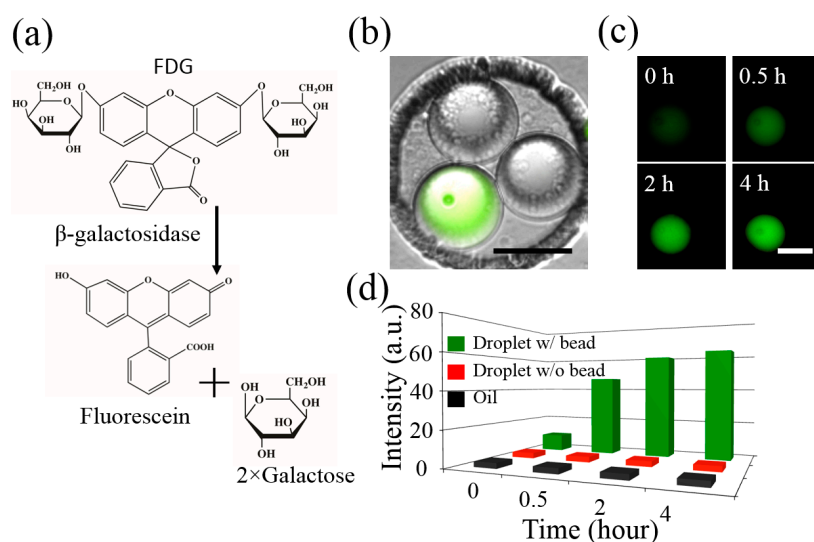 (a)
FDG
CH₂OH
HO
O
O
OH
OH
O
O
O
O
CH₂OH
O
OH
HO
OH
β-galactosidase
HO
O
O
COOH
Fluorescein
+
CH₂OH
OH
O
OH
HO
OH
2×Galactose
(b)
(c)
0 h
0.5 h
2 h
4 h
(d)
80
60
40
20
0
Intensity (a.u.)
Droplet w/ bead
Droplet w/o bead
Oil
0
0.5
2
4
Time (hour)